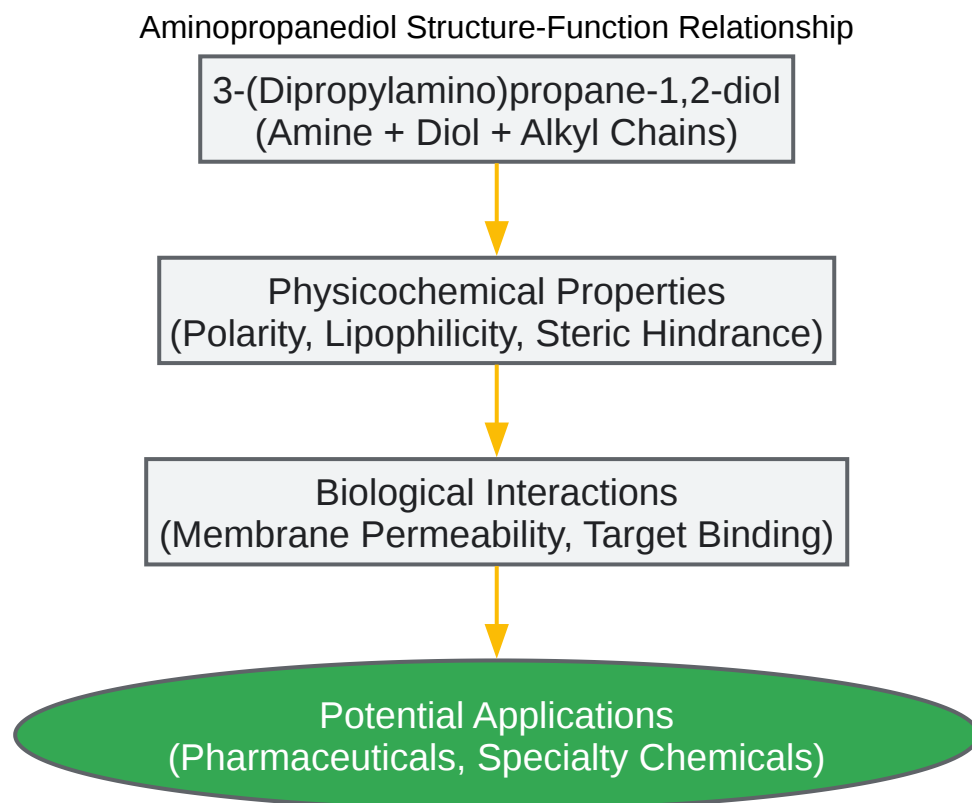 Aminopropanediol Structure-Function Relationship
3-(Dipropylamino)propane-1,2-diol
(Amine + Diol + Alkyl Chains)
Physicochemical Properties
(Polarity, Lipophilicity, Steric Hindrance)
Biological Interactions
(Membrane Permeability, Target Binding)
Potential Applications
(Pharmaceuticals, Specialty Chemicals)